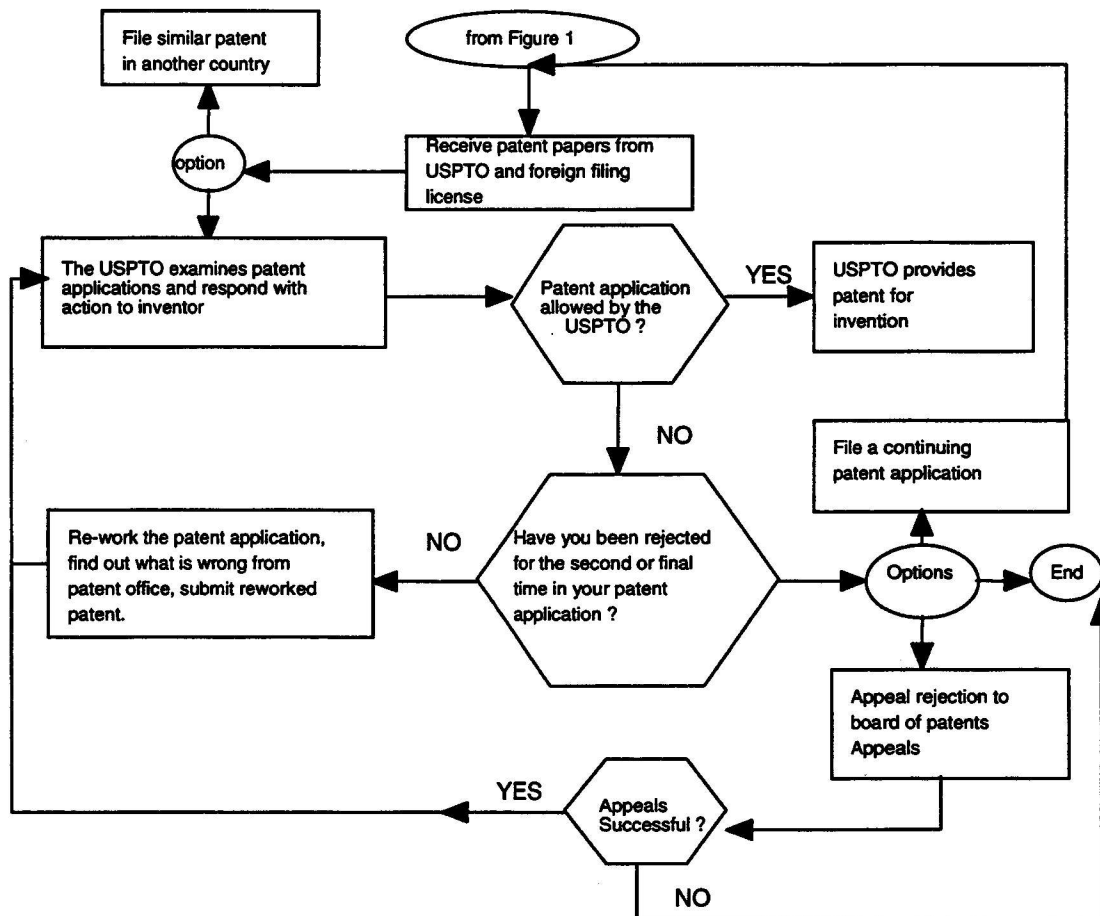 File similar patent
in another country
from Figure 1
option
Receive patent papers from
USPTO and foreign filing
license
The USPTO examines patent
applications and respond with
action to inventor
Patent application
allowed by the
USPTO ?
YES
USPTO provides
patent for
invention
NO
File a continuing
patent application
Re-work the patent application,
find out what is wrong from
patent office, submit reworked
patent.
NO
Have you been rejected
for the second or final
time in your patent
application ?
Options
End
Appeal rejection to
board of patents
Appeals
YES
Appeals
Successful ?
NO